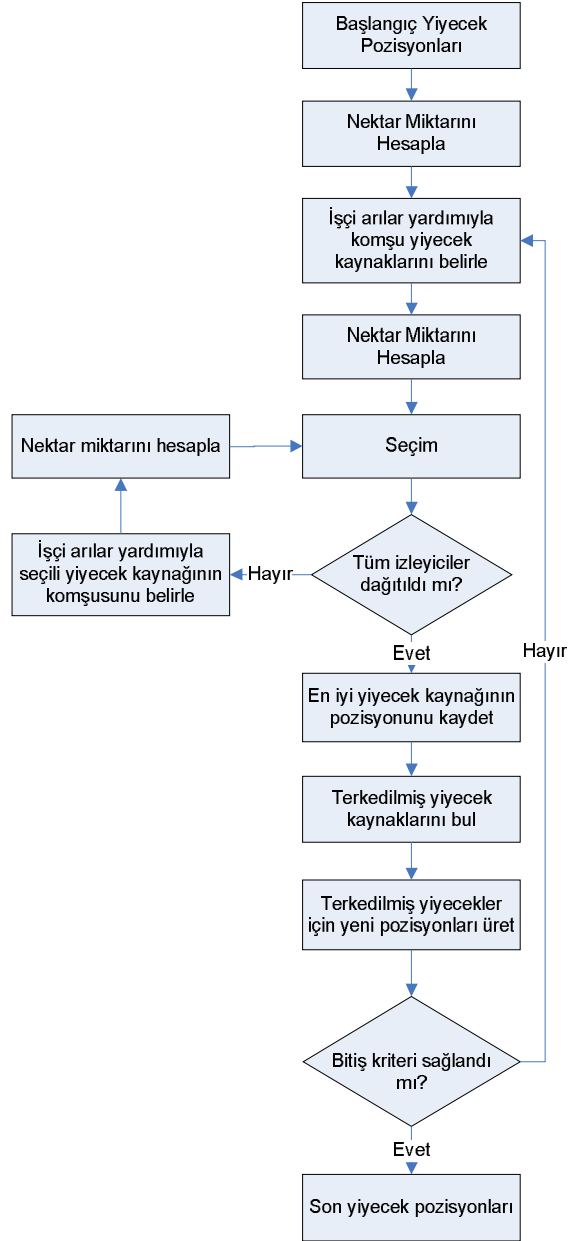 Başlangıç Yiyecek
Pozisyonları
Nektar Miktarını
Hesapla
İşçi arılar yardımıyla
komşu yiyecek
kaynaklarını belirle
Nektar Miktarını
Hesapla
Nektar miktarını hesapla
Seçim
İşçi arılar yardımıyla
seçili yiyecek kaynağının
komşusunu belirle
Hayır
Tüm izleyiciler
dağıtıldı mı?
Evet
Hayır
En iyi yiyecek kaynağının
pozisyonunu kaydet
Terkedilmiş yiyecek
kaynaklarını bul
Terkedilmiş yiyecekler
için yeni pozisyonları üret
Bitiş kriteri sağlandı
mı?
Evet
Son yiyecek pozisyonları